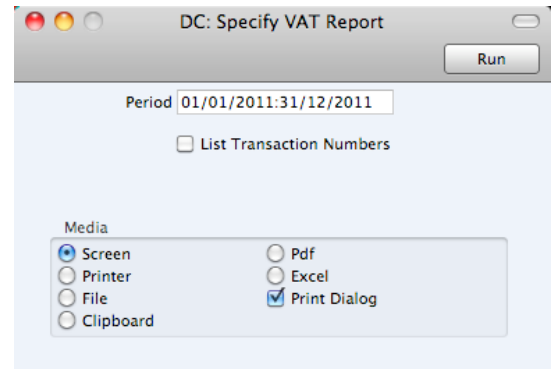 DC: Specify VAT Report
Run
Period 01/01/2011:31/12/2011
List Transaction Numbers
Media
Screen Pdf
Printer Excel
File Print Dialog
Clipboard